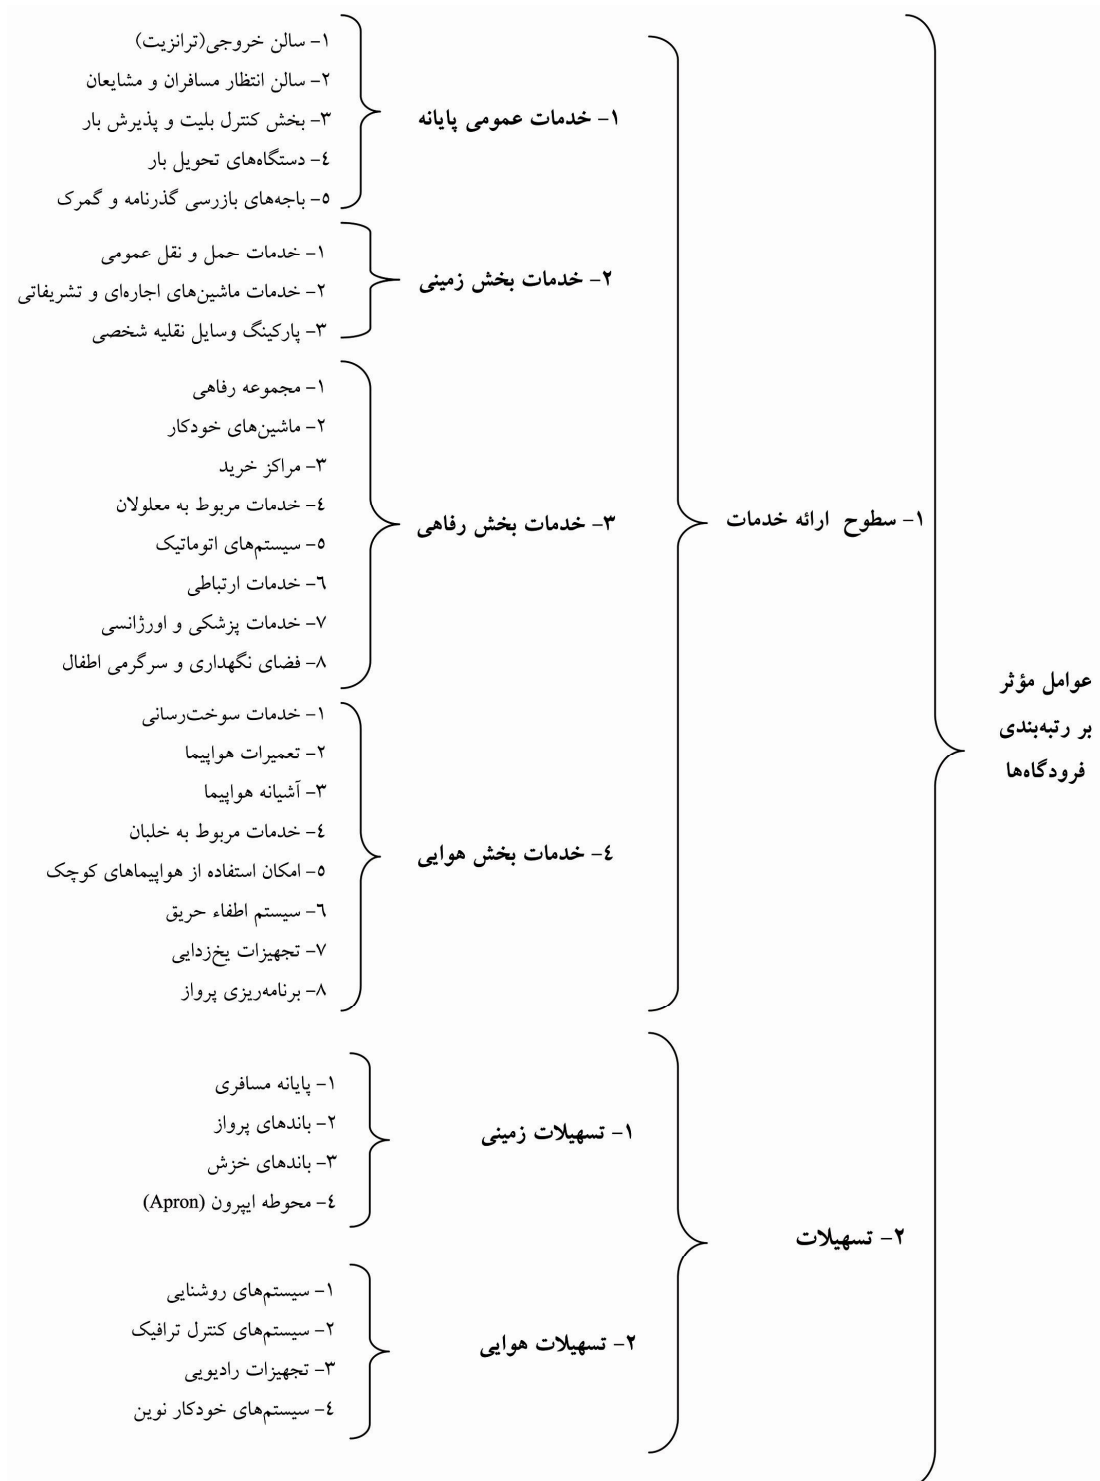 عوامل مؤثر
بر رتبه‌بندی
فرودگاه‌ها
۱- سطوح ارائه خدمات
۱- خدمات عمومی پایانه
۱- سالن خروجی(ترانزیت)
۲- سالن انتظار مسافران و مشایعان
۳- بخش کنترل بلیت و پذیرش بار
٤- دستگاه‌های تحویل بار
٥- باجه‌های بازرسی گذرنامه و گمرک
۲- خدمات بخش زمینی
۱- خدمات حمل و نقل عمومی
۲- خدمات ماشین‌های اجاره‌ای و تشریفاتی
۳- پارکینگ وسایل نقلیه شخصی
۳- خدمات بخش رفاهی
۱- مجموعه رفاهی
۲- ماشین‌های خودکار
۳- مراکز خرید
٤- خدمات مربوط به معلولان
٥- سیستم‌های اتوماتیک
٦- خدمات ارتباطی
۷- خدمات پزشکی و اورژانسی
۸- فضای نگهداری و سرگرمی اطفال
٤- خدمات بخش هوایی
۱- خدمات سوخت‌رسانی
۲- تعمیرات هواپیما
۳- آشیانه هواپیما
٤- خدمات مربوط به خلبان
٥- امکان استفاده از هواپیماهای کوچک
٦- سیستم اطفاء حریق
۷- تجهیزات یخ‌زدایی
۸- برنامه‌ریزی پرواز
۲- تسهیلات
۱- تسهیلات زمینی
۱- پایانه مسافری
۲- باندهای پرواز
۳- باندهای خزش
٤- محوطه ایپرون (Apron)
۲- تسهیلات هوایی
۱- سیستم‌های روشنایی
۲- سیستم‌های کنترل ترافیک
۳- تجهیزات رادیویی
٤- سیستم‌های خودکار نوین